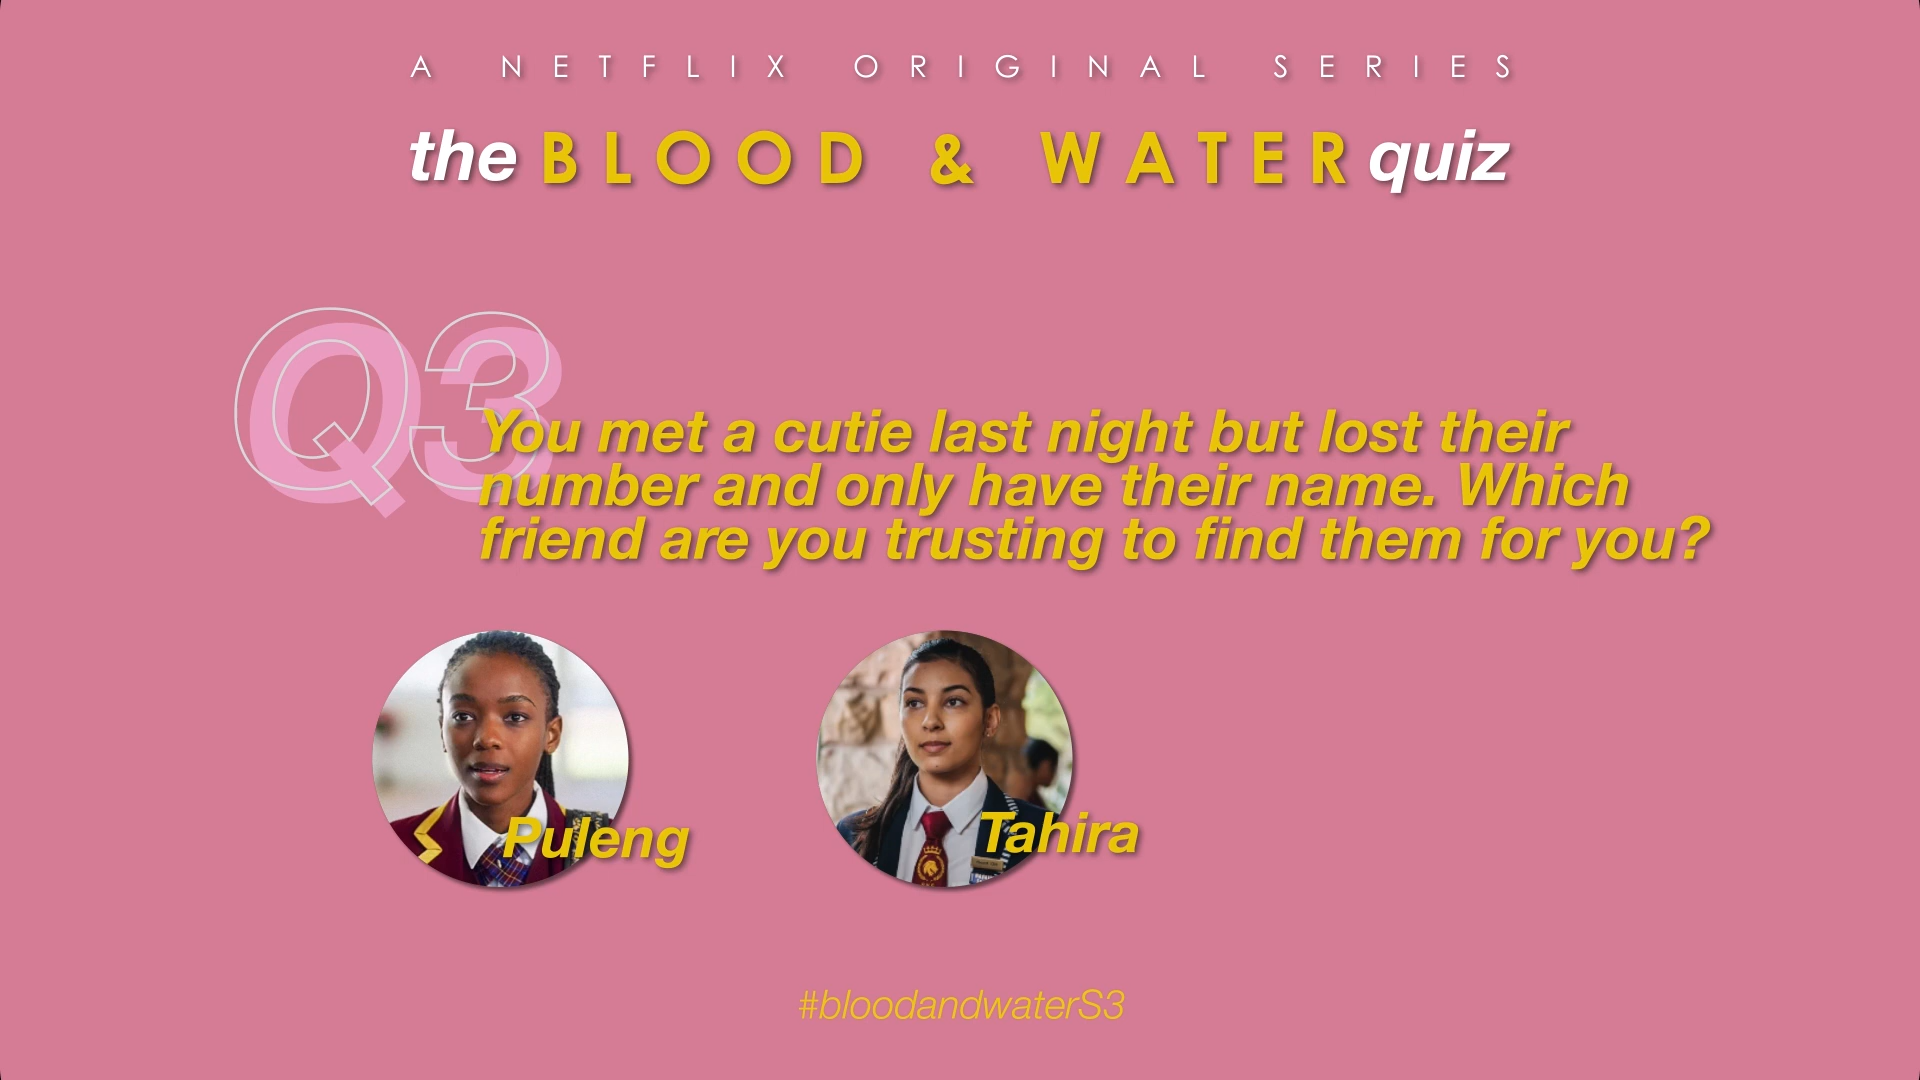 A NETFLIX ORIGINAL SERIES
the BLOOD & WATER quiz
Q3
You met a cutie last night but lost their
number and only have their name. Which
friend are you trusting to find them for you?
Puleng
Tahira
#bloodandwaterS3